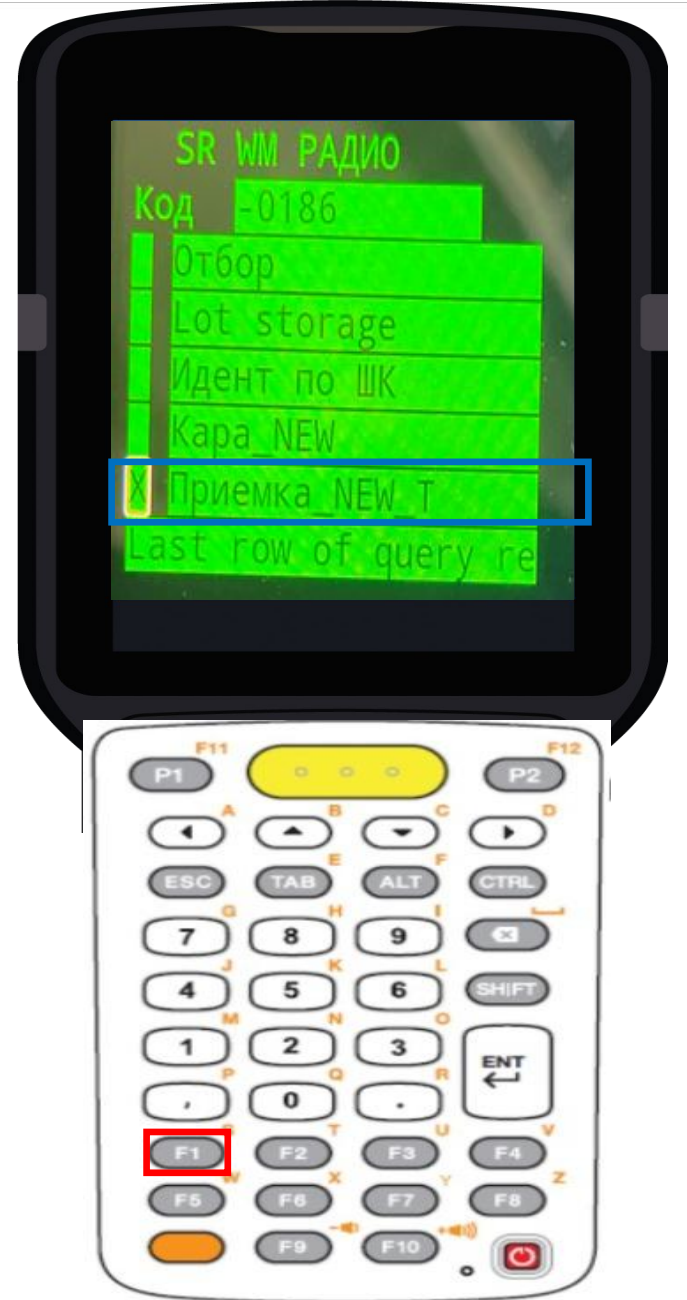 SR WM РАДИО
Код -0186
Отбор
Lot storage
Идент по ШК
Кара_NEW
X Приемка_NEW_T
Last row of query re
F11 F12
P1 P2
A B C D
E F
ESC TAB ALT CTRL
G H I
7 8 9
J K L
4 5 6 SHIFT
M N O
1 2 3 ENT
P Q R
, 0 .
S T U V
F1 F2 F3 F4
W X Y Z
F5 F6 F7 F8
F9 F10